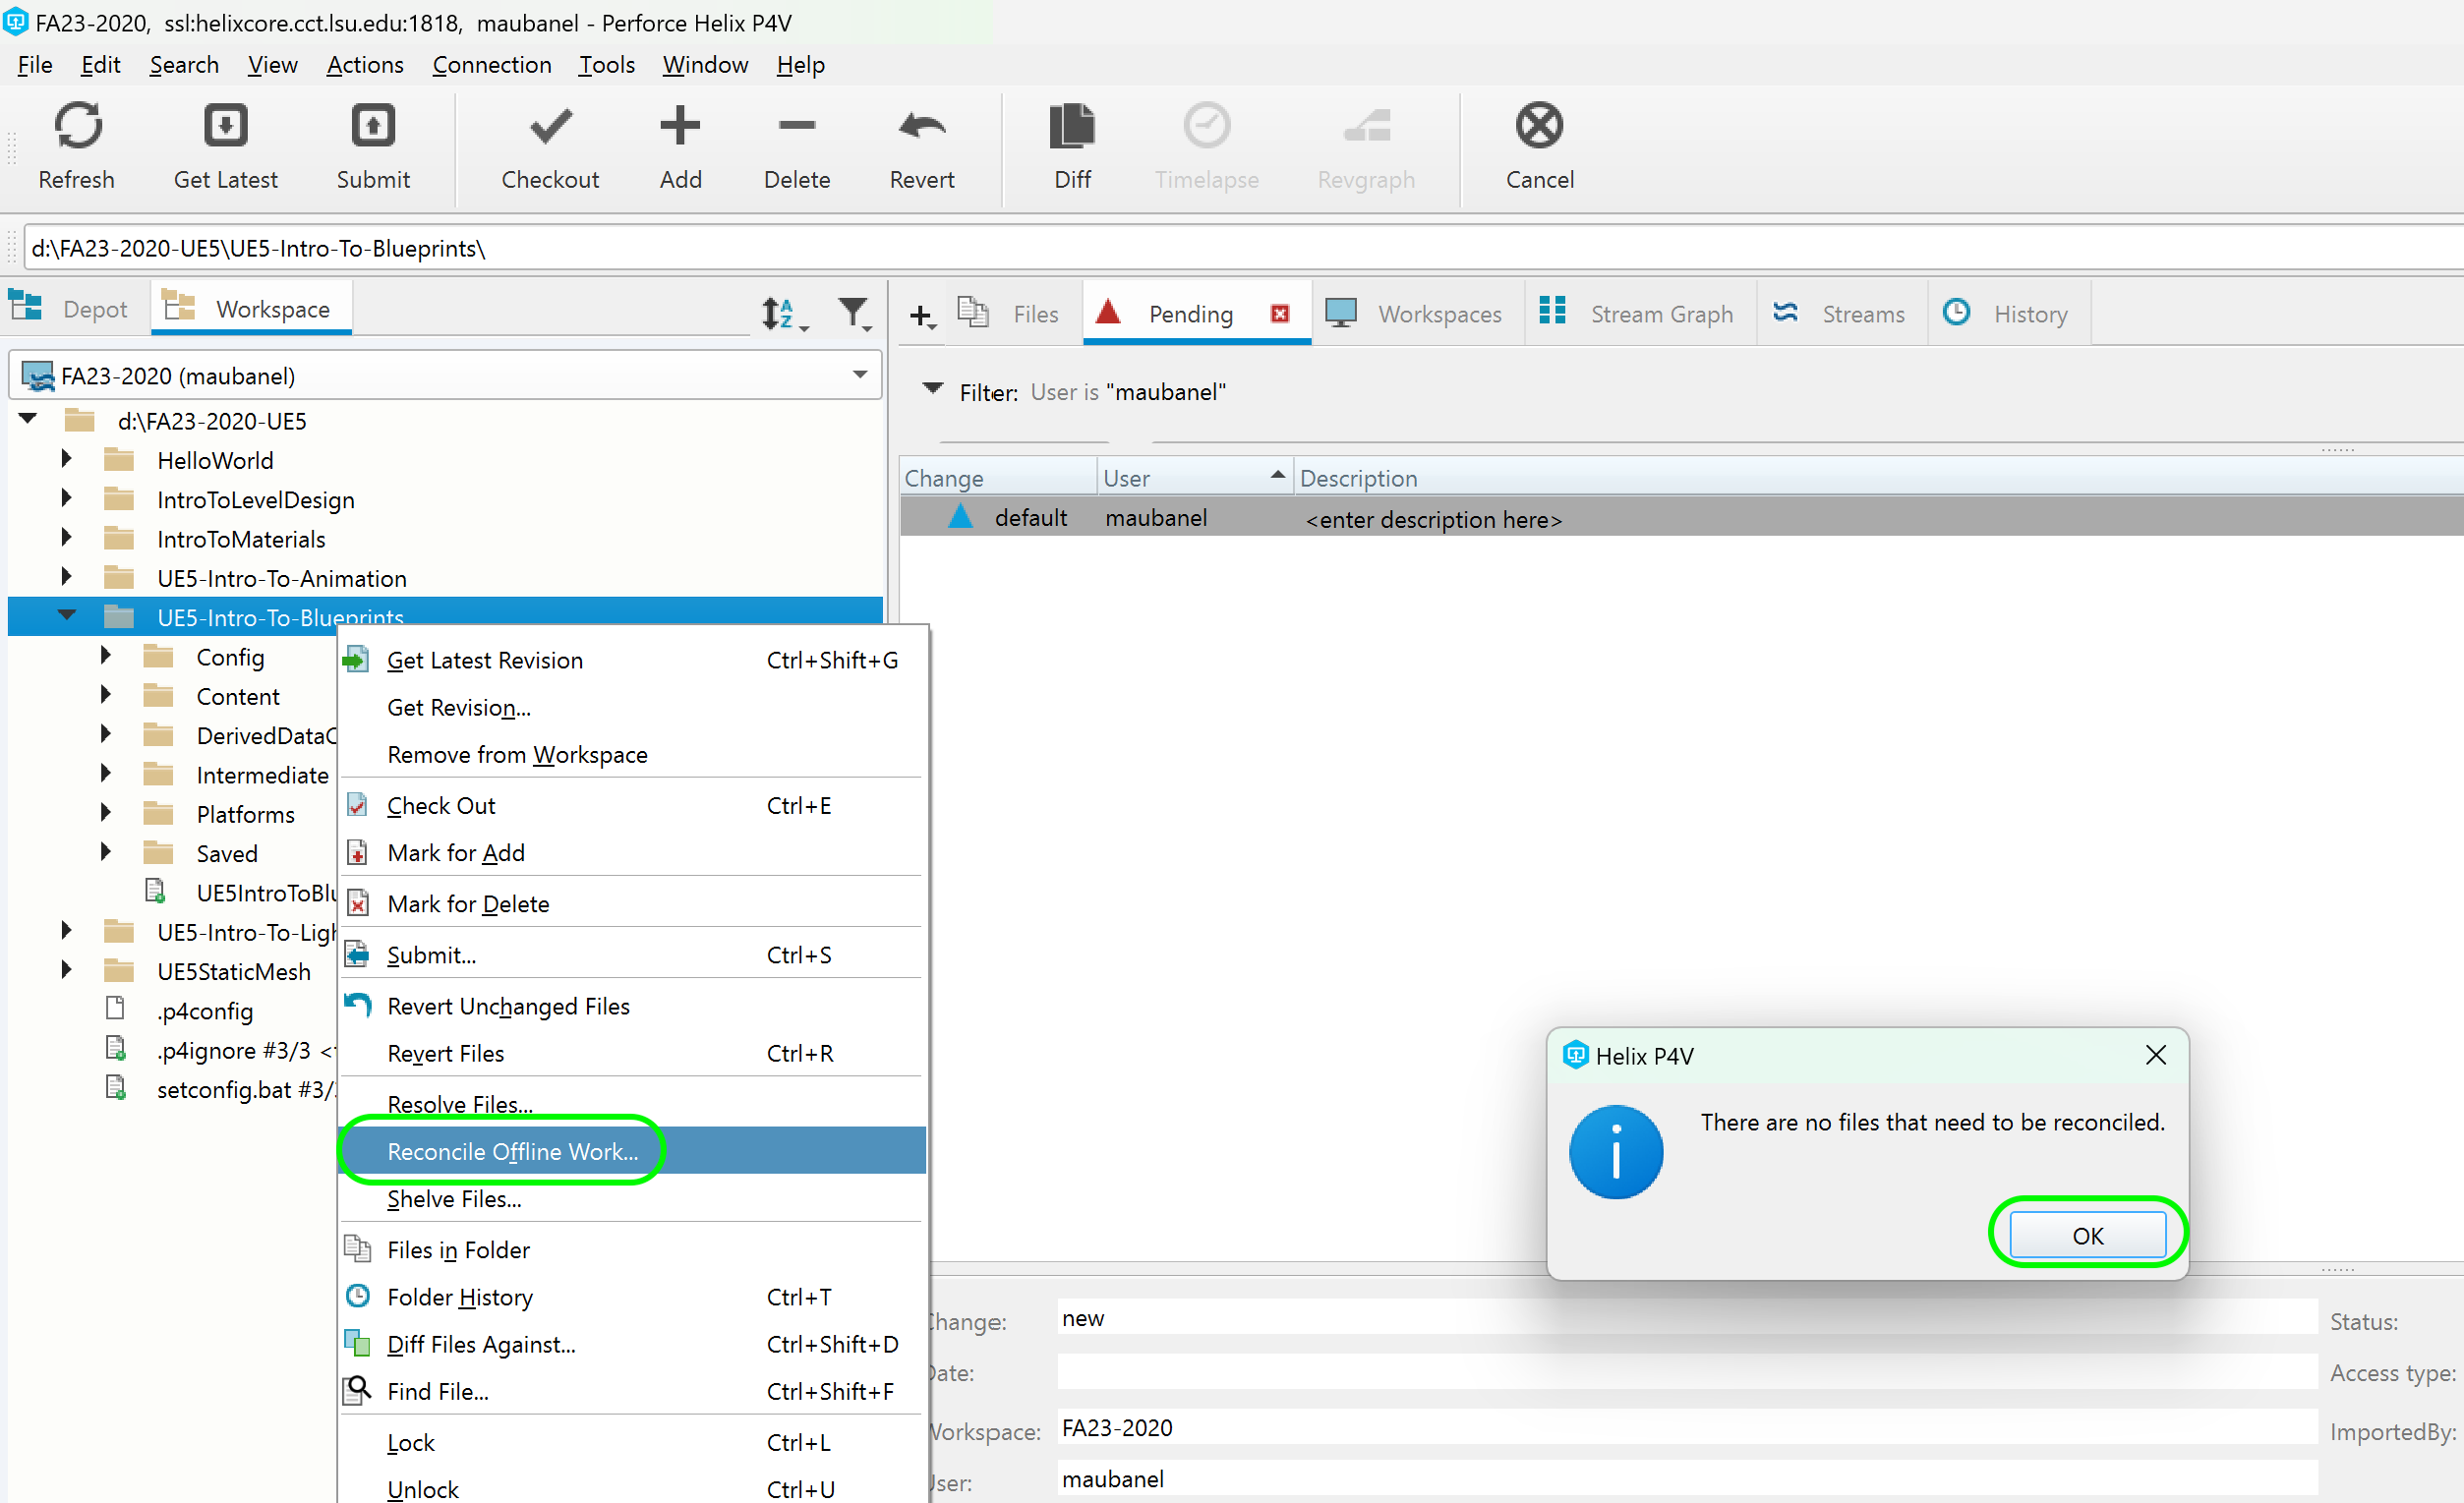 FA23-2020, ssl:helixcore.cct.lsu.edu:1818, maubanel - Perforce Helix P4V
File Edit Search View Actions Connection Tools Window Help
Refresh Get Latest Submit Checkout Add Delete Revert Diff Timelapse Revgraph Cancel
d:\FA23-2020-UE5\UE5-Intro-To-Blueprints\
Depot Workspace
FA23-2020 (maubanel)
d:\FA23-2020-UE5
HelloWorld
IntroToLevelDesign
IntroToMaterials
UE5-Intro-To-Animation
UE5-Intro-To-Blueprints
Config
Content
DerivedDataC
Intermediate
Platforms
Saved
UE5IntroToBlu
UE5-Intro-To-Ligh
UE5StaticMesh
.p4config
.p4ignore #3/3 <
setconfig.bat #3/
Get Latest Revision Ctrl+Shift+G
Get Revision...
Remove from Workspace
Check Out Ctrl+E
Mark for Add
Mark for Delete
Submit... Ctrl+S
Revert Unchanged Files
Revert Files Ctrl+R
Resolve Files...
Reconcile Offline Work...
Shelve Files...
Files in Folder
Folder History Ctrl+T
Diff Files Against... Ctrl+Shift+D
Find File... Ctrl+Shift+F
Lock Ctrl+L
Unlock Ctrl+U
Files Pending Workspaces Stream Graph Streams History
Filter: User is "maubanel"
Change User Description
default maubanel <enter description here>
Helix P4V
There are no files that need to be reconciled.
OK
Change: new Status:
Date: Access type:
Workspace: FA23-2020 ImportedBy:
User: maubanel